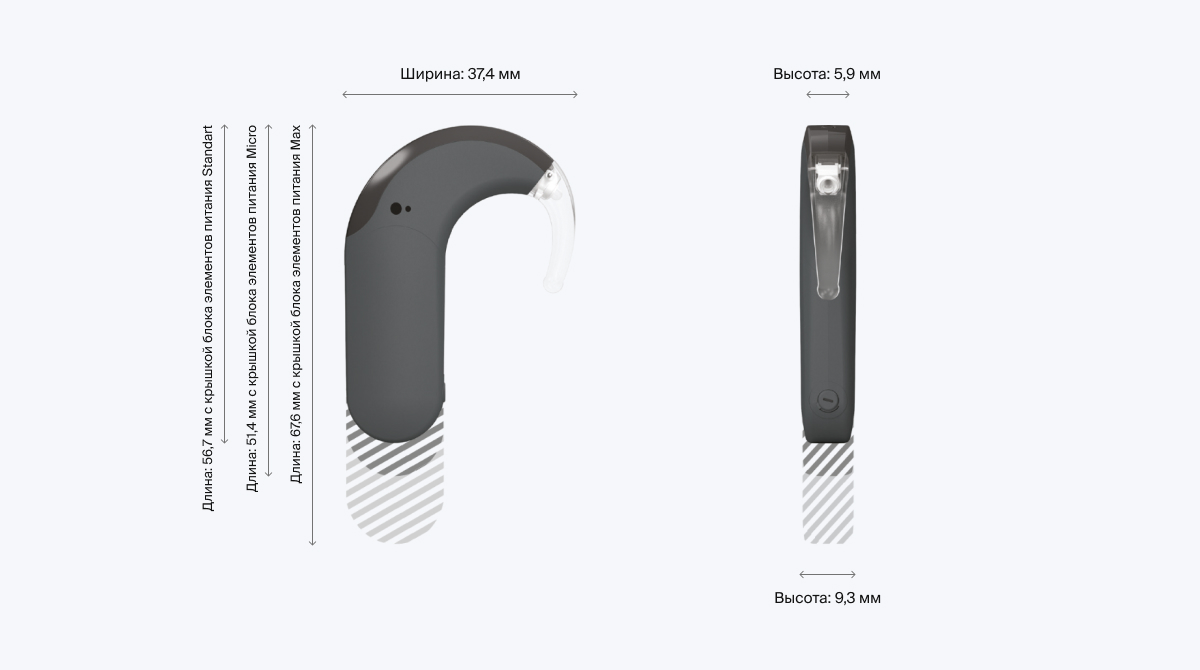 Ширина: 37,4 мм
Высота: 5,9 мм
Длина: 56,7 мм с крышкой блока элементов питания Standart
Длина: 51,4 мм с крышкой блока элементов питания Micro
Длина: 67,6 мм с крышкой блока элементов питания Max
Высота: 9,3 мм